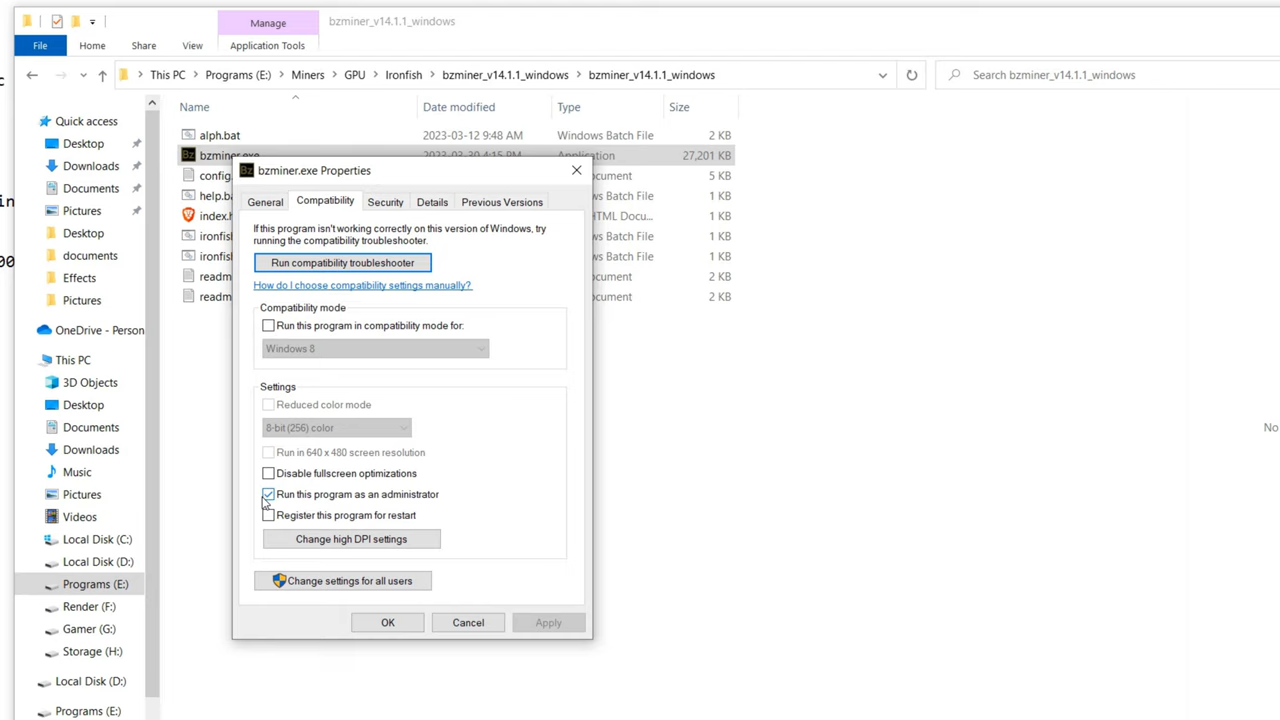 Manage
bzminer_v14.1.1_windows
File
Home
Share
View
Application Tools
This PC
Programs (E:)
Miners
GPU
Ironfish
bzminer_v14.1.1_windows
bzminer_v14.1.1_windows
Search bzminer_v14.1.1_windows
Name
Date modified
Type
Size
Quick access
Desktop
Downloads
Documents
Pictures
Desktop
documents
Effects
Pictures
OneDrive - Person
This PC
3D Objects
Desktop
Documents
Downloads
Music
Pictures
Videos
Local Disk (C:)
Local Disk (D:)
Programs (E:)
Render (F:)
Gamer (G:)
Storage (H:)
Local Disk (D:)
Programs (E:)
alph.bat
2023-03-12 9:48 AM
Windows Batch File
2 KB
bzminer.exe
2023-03-30 4:15 PM
Application
27,201 KB
config.
ocument
5 KB
help.ba
ws Batch File
1 KB
index.h
HTML Docu...
1 KB
ironfis
ws Batch File
1 KB
ironfis
ws Batch File
1 KB
readm
ocument
2 KB
readm
ocument
2 KB
bzminer.exe Properties
General
Compatibility
Security
Details
Previous Versions
If this program isn't working correctly on this version of Windows, try
running the compatibility troubleshooter.
Run compatibility troubleshooter
How do I choose compatibility settings manually?
Compatibility mode
Run this program in compatibility mode for:
Windows 8
Settings
Reduced color mode
8-bit (256) color
Run in 640 x 480 screen resolution
Disable fullscreen optimizations
Run this program as an administrator
Register this program for restart
Change high DPI settings
Change settings for all users
OK
Cancel
Apply
No
c
in
00